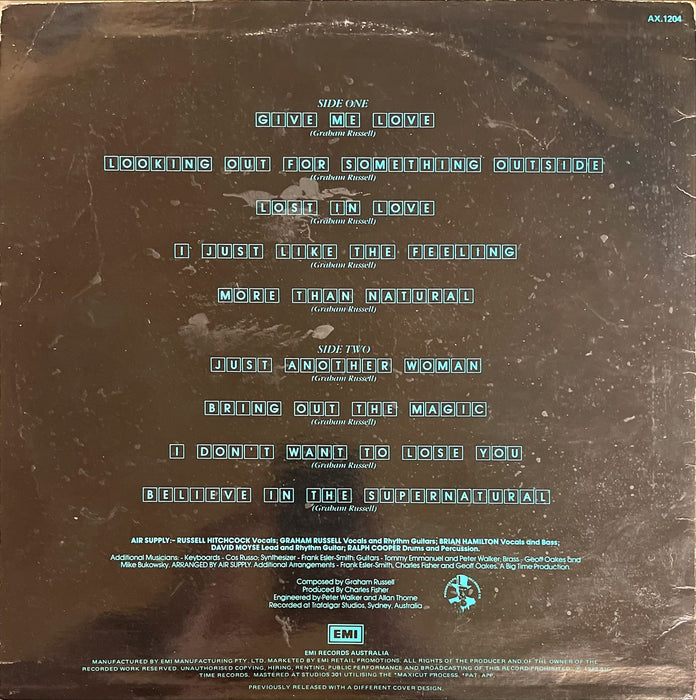 AX.1204
SIDE ONE
GIVE ME LOVE
(Graham Russell)
LOOKING OUT FOR SOMETHING OUTSIDE
(Graham Russell)
LOST IN LOVE
(Graham Russell)
I JUST LIKE THE FEELING
(Graham Russell)
MORE THAN NATURAL
(Graham Russell)
SIDE TWO
JUST ANOTHER WOMAN
(Graham Russell)
BRING OUT THE MAGIC
(Graham Russell)
I DON'T WANT TO LOSE YOU
(Graham Russell)
BELIEVE IN THE SUPERNATURAL
(Graham Russell)
AIR SUPPLY:– RUSSELL HITCHCOCK Vocals; GRAHAM RUSSELL Vocals and Rhythm Guitars; BRIAN HAMILTON Vocals and Bass;
DAVID MOYSE Lead and Rhythm Guitar; RALPH COOPER Drums and Percussion.
Additional Musicians: - Keyboards - Cos Russo; Synthesizer - Frank Esler-Smith; Guitars - Tommy Emmanuel and Peter Walker; Brass - Geoff Oakes and
Mike Bukowsky. ARRANGED BY AIR SUPPLY. Additional Arrangements - Frank Esler-Smith, Charles Fisher and Geoff Oakes. A Big Time Production.
Composed by Graham Russell
Produced by Charles Fisher
Engineered by Peter Walker and Allan Thorne
Recorded at Trafalgar Studios, Sydney, Australia
EMI
EMI RECORDS AUSTRALIA
MANUFACTURED BY EMI MANUFACTURING PTY. LTD. MARKETED BY EMI RETAIL PROMOTIONS. ALL RIGHTS OF THE PRODUCER AND OF THE OWNER OF THE
RECORDED WORK RESERVED. UNAUTHORISED COPYING, HIRING, RENTING, PUBLIC PERFORMANCE AND BROADCASTING OF THIS RECORD PROHIBITED. ℗
TIME RECORDS. MASTERED AT STUDIOS 301 UTILISING THE "MAXICUT PROCESS. *PAT. APP.
PREVIOUSLY RELEASED WITH A DIFFERENT COVER DESIGN.